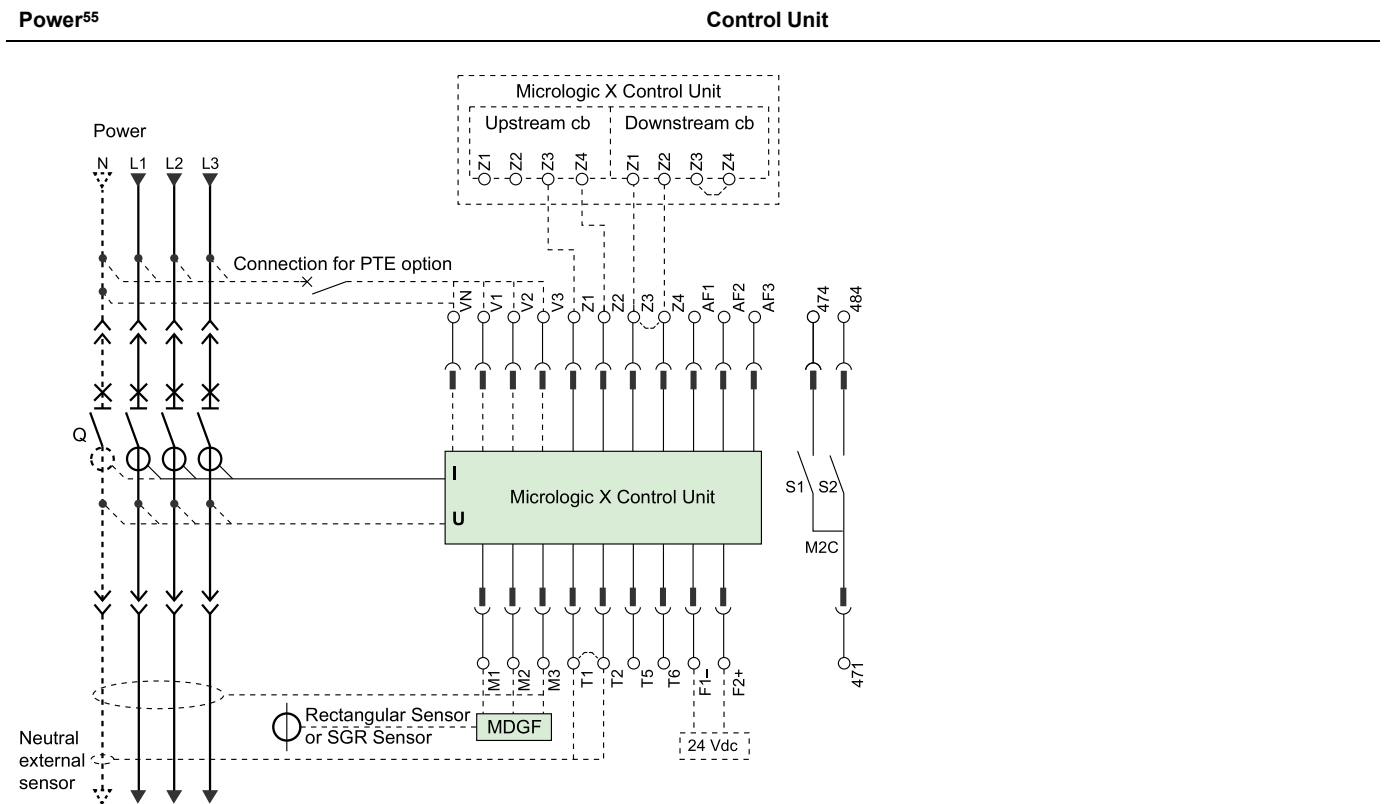 Power55
Control Unit
Micrologic X Control Unit
Upstream cb
Downstream cb
Z1
Z2
Z3
Z4
Z1
Z2
Z3
Z4
Power
N
L1
L2
L3
Connection for PTE option
VN
V1
V2
V3
Z1
Z2
Z3
Z4
AF1
AF2
AF3
474
484
Q
I
U
Micrologic X Control Unit
S1
S2
M2C
M1
M2
M3
T1
T2
T5
T6
F1–
F2+
471
Rectangular Sensor
or SGR Sensor
MDGF
24 Vdc
Neutral
external
sensor